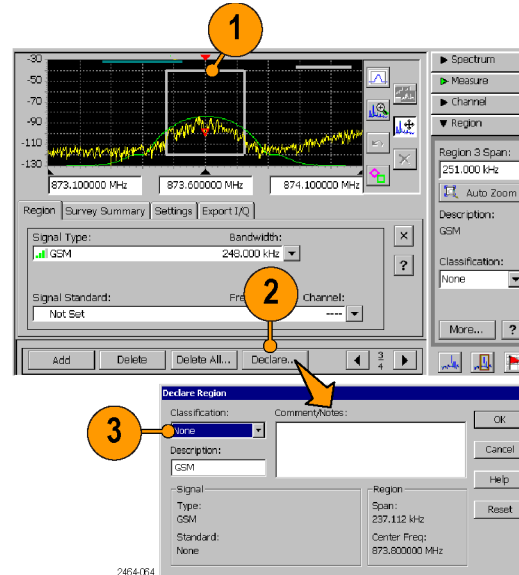 1
-30
-50
-70
-90
-110
-130
873.100000 MHz
873.600000 MHz
874.100000 MHz
Region
Survey Summary
Settings
Export I/Q
Signal Type:
Bandwidth:
GSM
248.000 kHz
×
?
Signal Standard:
Fre
Channel:
Not Set
----
2
Add
Delete
Delete All...
Declare...
3
4
Spectrum
Measure
Channel
Region
Region 3 Span:
251.000 kHz
Auto Zoom
Description:
GSM
Classification:
None
More...
?
Declare Region
3
Classification:
Comment/Notes:
None
Description:
GSM
OK
Cancel
Help
Reset
Signal
Type:
GSM
Standard:
None
Region
Span:
237.112 kHz
Center Freq:
873.800000 MHz
2464-064